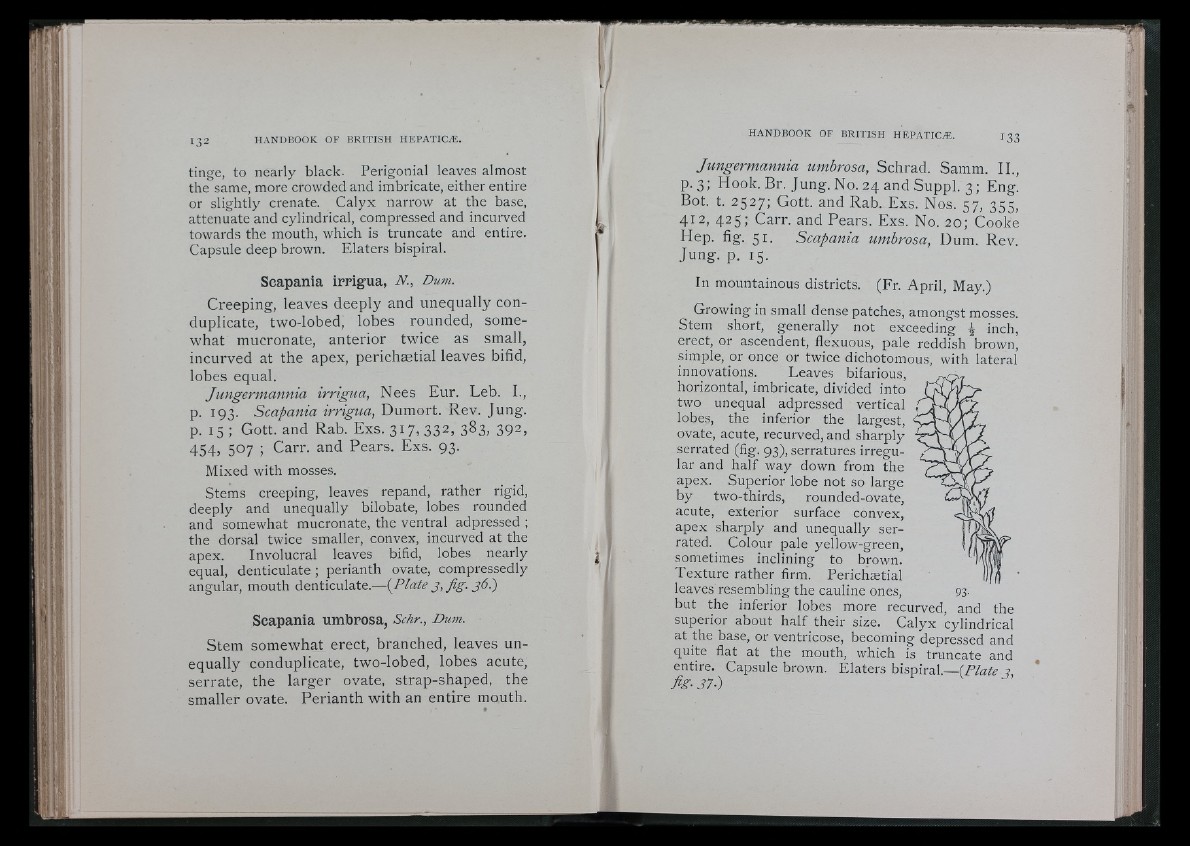 132 HANDBOOK OF BRITISH HEPATICÆ.
tinge, to nearly black. Perigonial leaves almost
the same, more crowded and imbricate, either entire
or slightly crenate. Calyx narrow at the base,
attenuate and cylindrical, compressed and incurved
towards the mouth, which is truncate and entire.
Capsule deep brown. Elaters bispiral.
Scapania irrigua, N., Dum.
Creeping, leaves deeply and unequally con-
duplicate, two-lobed, lobes rounded, some-
what mucronate, anterior twice as small,
incurved at the apex, perichætial leaves bifid,
lobes equal.
Jungermannia irrigua, Nees Eur. Leb. I.,
p. 193. Scapania irrigua, Dumort. Rev. Jung.
p. 15 ; Gott. and Rab. Exs. 317, 332, 383, 392,
454, 507 ; Carr. and Pears. Exs. 93.
Mixed with mosses.
Stems creeping, leaves repand, rather rigid,
deeply and unequally bilobate, lobes rounded
and somewhat mucronate, the ventral adpressed ;
the dorsal twice smaller, convex, incurved at the
apex. Involucral leaves bifid, lobes nearly
equal, denticulate ; perianth ovate, compressedly
angular, mouth denticulate.—(Plate 3, fig. 36.)
Scapania umbrosa, Schr., Dum.
Stem somewhat erect, branched, leaves un-
equally conduplicate, two-lobed, lobes acute,
serrate, the larger ovate, strap-shaped, the
smaller ovate. Perianth with an entire mouth.
HANDBOOK OF BRITISH HEPATICÆ. 133
Jungermannia umbrosa, Schrad. Samm. II.,
p. 3; Hook. Br. Jung. No. 24 and Suppl. 3; Eng.
Bot. t. 2527; Gott. and Rab. Exs. Nos. 57, 355,
412, 425; Carr. and Pears. Exs. No. 20; Cooke
Hep. fig. 51. Scapania umbrosa, Dum. Rev.
Jung. p. 15.
In mountainous districts. (Fr. April, May.)
Growing in small dense patches, amongst mosses.
Stem short, generally not exceeding ½ inch,
erect, or ascendent, flexuous, pale reddish brown,
simple, or once or twice dichotomous, with lateral
innovations. Leaves bifarious,
horizontal, imbricate, divided into
two unequal adpressed vertical
lobes, the inferior the largest,
ovate, acute, recurved, and sharply
serrated (fig. 93), serratures irregu-
lar and half way down from the
apex. Superior lobe not so large
by two-thirds, rounded-ovate,
acute, exterior surface convex,
apex sharply and unequally ser-
rated. Colour pale yellow-green,
sometimes inclining to brown.
Texture rather firm. Perichætial
leaves resembling the cauline ones,
93.
but the inferior lobes more recurved, and the
superior about half their size. Calyx cylindrical
at the base, or ventricose, becoming depressed and
quite flat at the mouth, which is truncate and
entire. Capsule brown. Elaters bispiral.—(Plate 3,
fig. 37.)